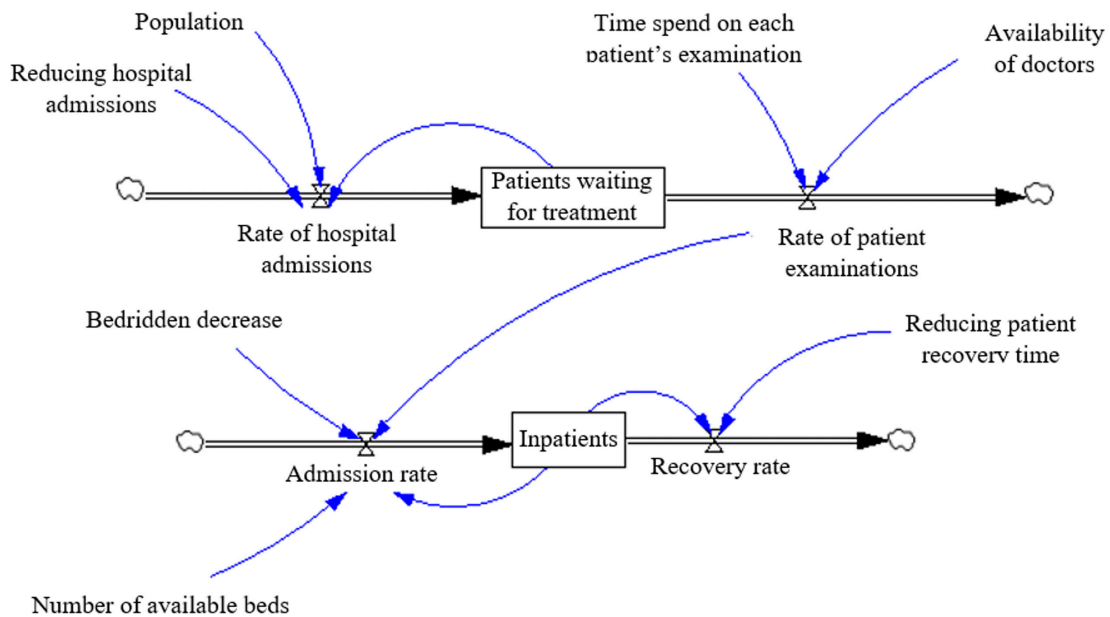 Population
Time spend on each
patient's examination
Availability
of doctors
Reducing hospital
admissions
Patients waiting
for treatment
Rate of hospital
admissions
Rate of patient
examinations
Bedridden decrease
Reducing patient
recovery time
Inpatients
Admission rate
Recovery rate
Number of available beds